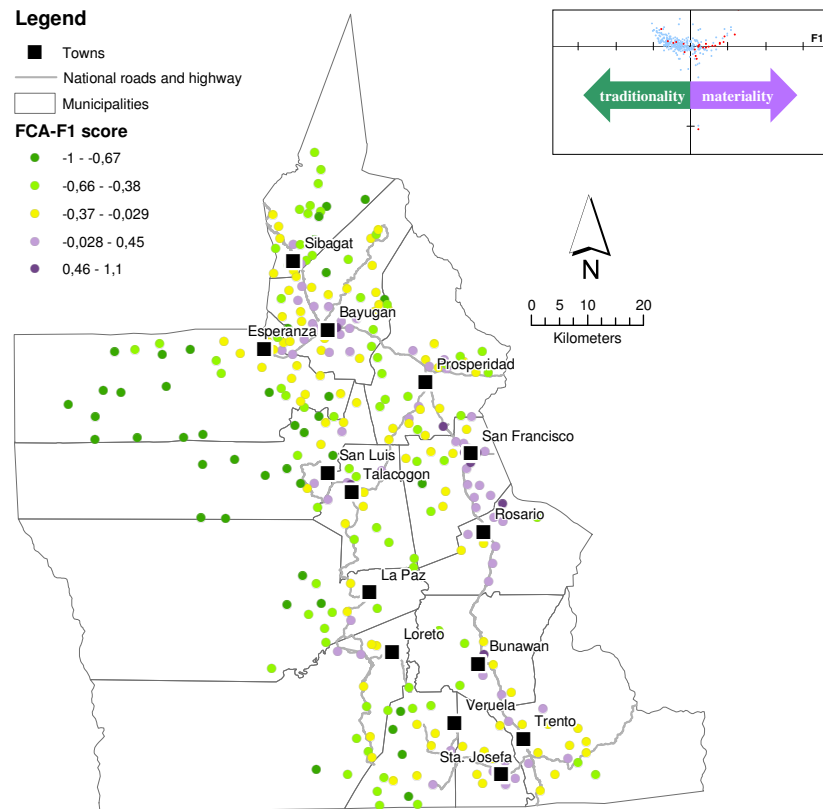 Legend
Towns
National roads and highway
Municipalities
FCA-F1 score
-1 - -0,67
-0,66 - -0,38
-0,37 - -0,029
-0,028 - 0,45
0,46 - 1,1
F1
traditionality
materiality
N
0 5 10 20
Kilometers
Sibagat
Bayugan
Esperanza
Prosperidad
San Francisco
San Luis
Talacogon
Rosario
La Paz
Loreto
Bunawan
Veruela
Trento
Sta. Josefa